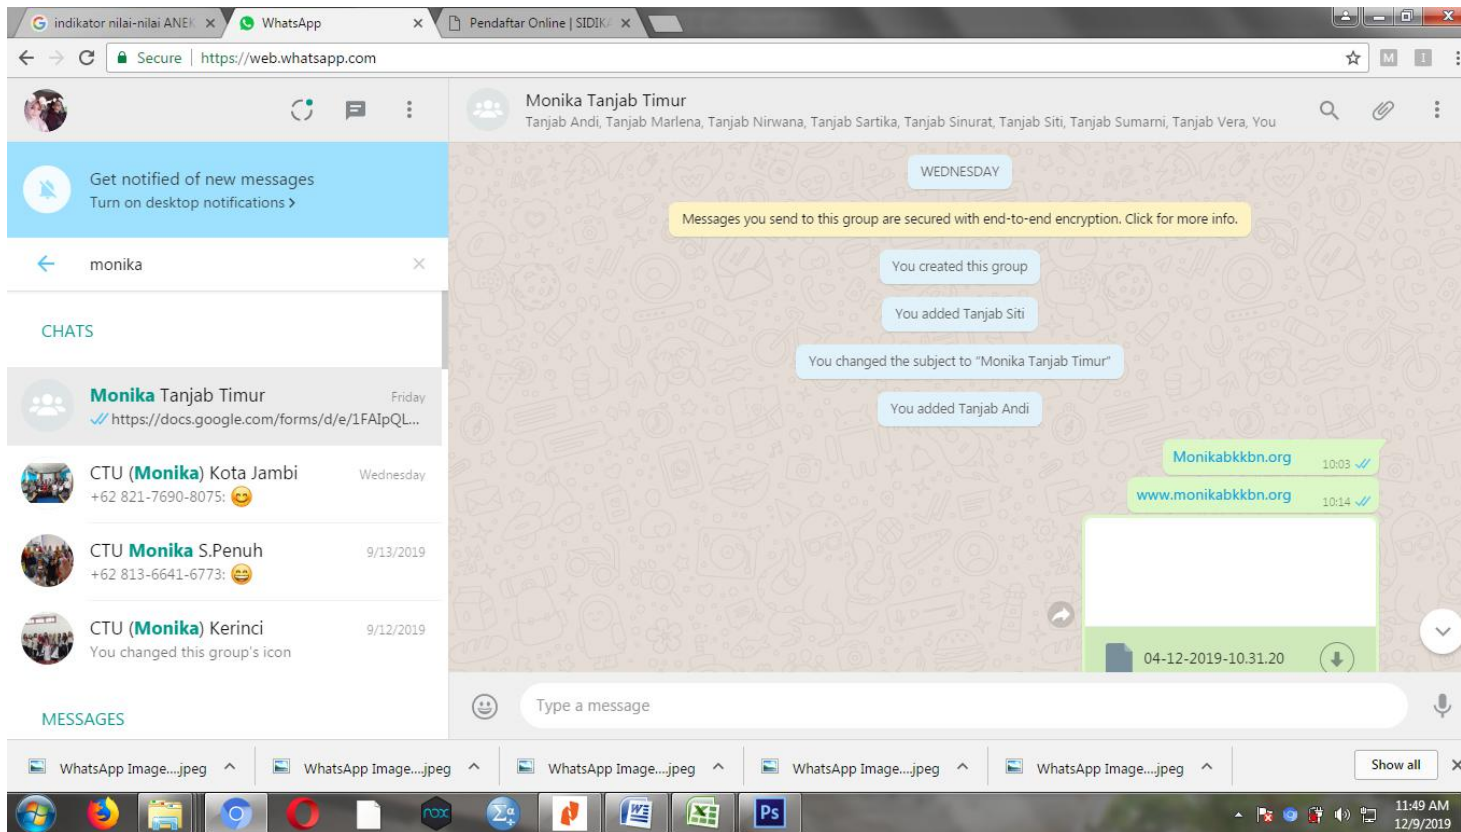 indikator nilai-nilai ANEK
WhatsApp
Pendaftar Online | SIDIKA
Secure | https://web.whatsapp.com
M
I
Get notified of new messages
Turn on desktop notifications >
monika
CHATS
Monika Tanjab Timur Friday
https://docs.google.com/forms/d/e/1FAIpQL...
CTU (Monika) Kota Jambi Wednesday
+62 821-7690-8075: 😊
CTU Monika S.Penuh 9/13/2019
+62 813-6641-6773: 😄
CTU (Monika) Kerinci 9/12/2019
You changed this group's icon
MESSAGES
Monika Tanjab Timur
Tanjab Andi, Tanjab Marlena, Tanjab Nirwana, Tanjab Sartika, Tanjab Sinurat, Tanjab Siti, Tanjab Sumarni, Tanjab Vera, You
WEDNESDAY
Messages you send to this group are secured with end-to-end encryption. Click for more info.
You created this group
You added Tanjab Siti
You changed the subject to "Monika Tanjab Timur"
You added Tanjab Andi
Monikabkkbn.org 10:03
www.monikabkkbn.org 10:14
04-12-2019-10.31.20
Type a message
WhatsApp Image....jpeg
WhatsApp Image....jpeg
WhatsApp Image....jpeg
WhatsApp Image....jpeg
WhatsApp Image....jpeg
Show all
nox
Σα
W
X
Ps
11:49 AM
12/9/2019